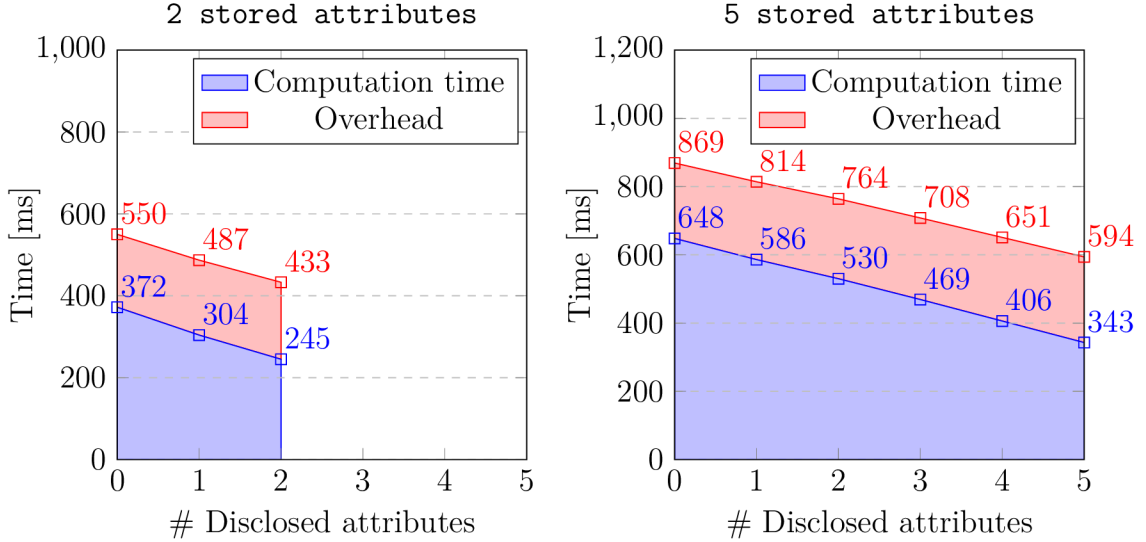 2 stored attributes
1,000
800
600
400
200
0
Time [ms]
Computation time
Overhead
550
487
433
372
304
245
0 1 2 3 4 5
# Disclosed attributes
5 stored attributes
1,200
1,000
800
600
400
200
0
Time [ms]
Computation time
Overhead
869
814
764
708
651
594
648
586
530
469
406
343
0 1 2 3 4 5
# Disclosed attributes